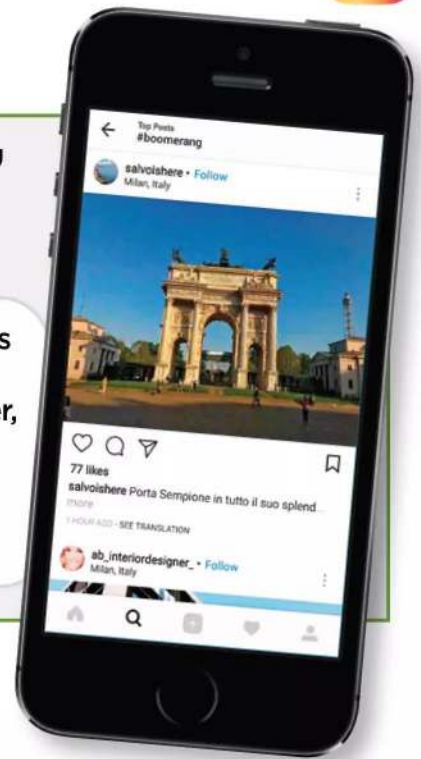 s
er,
Top Posts
#boomerang
salvoishere • Follow
Milan, Italy
77 likes
salvoishere Porta Sempione in tutto il suo splend...
more
1 HOUR AGO • SEE TRANSLATION
ab_interiordesigner_ • Follow
Milan, Italy